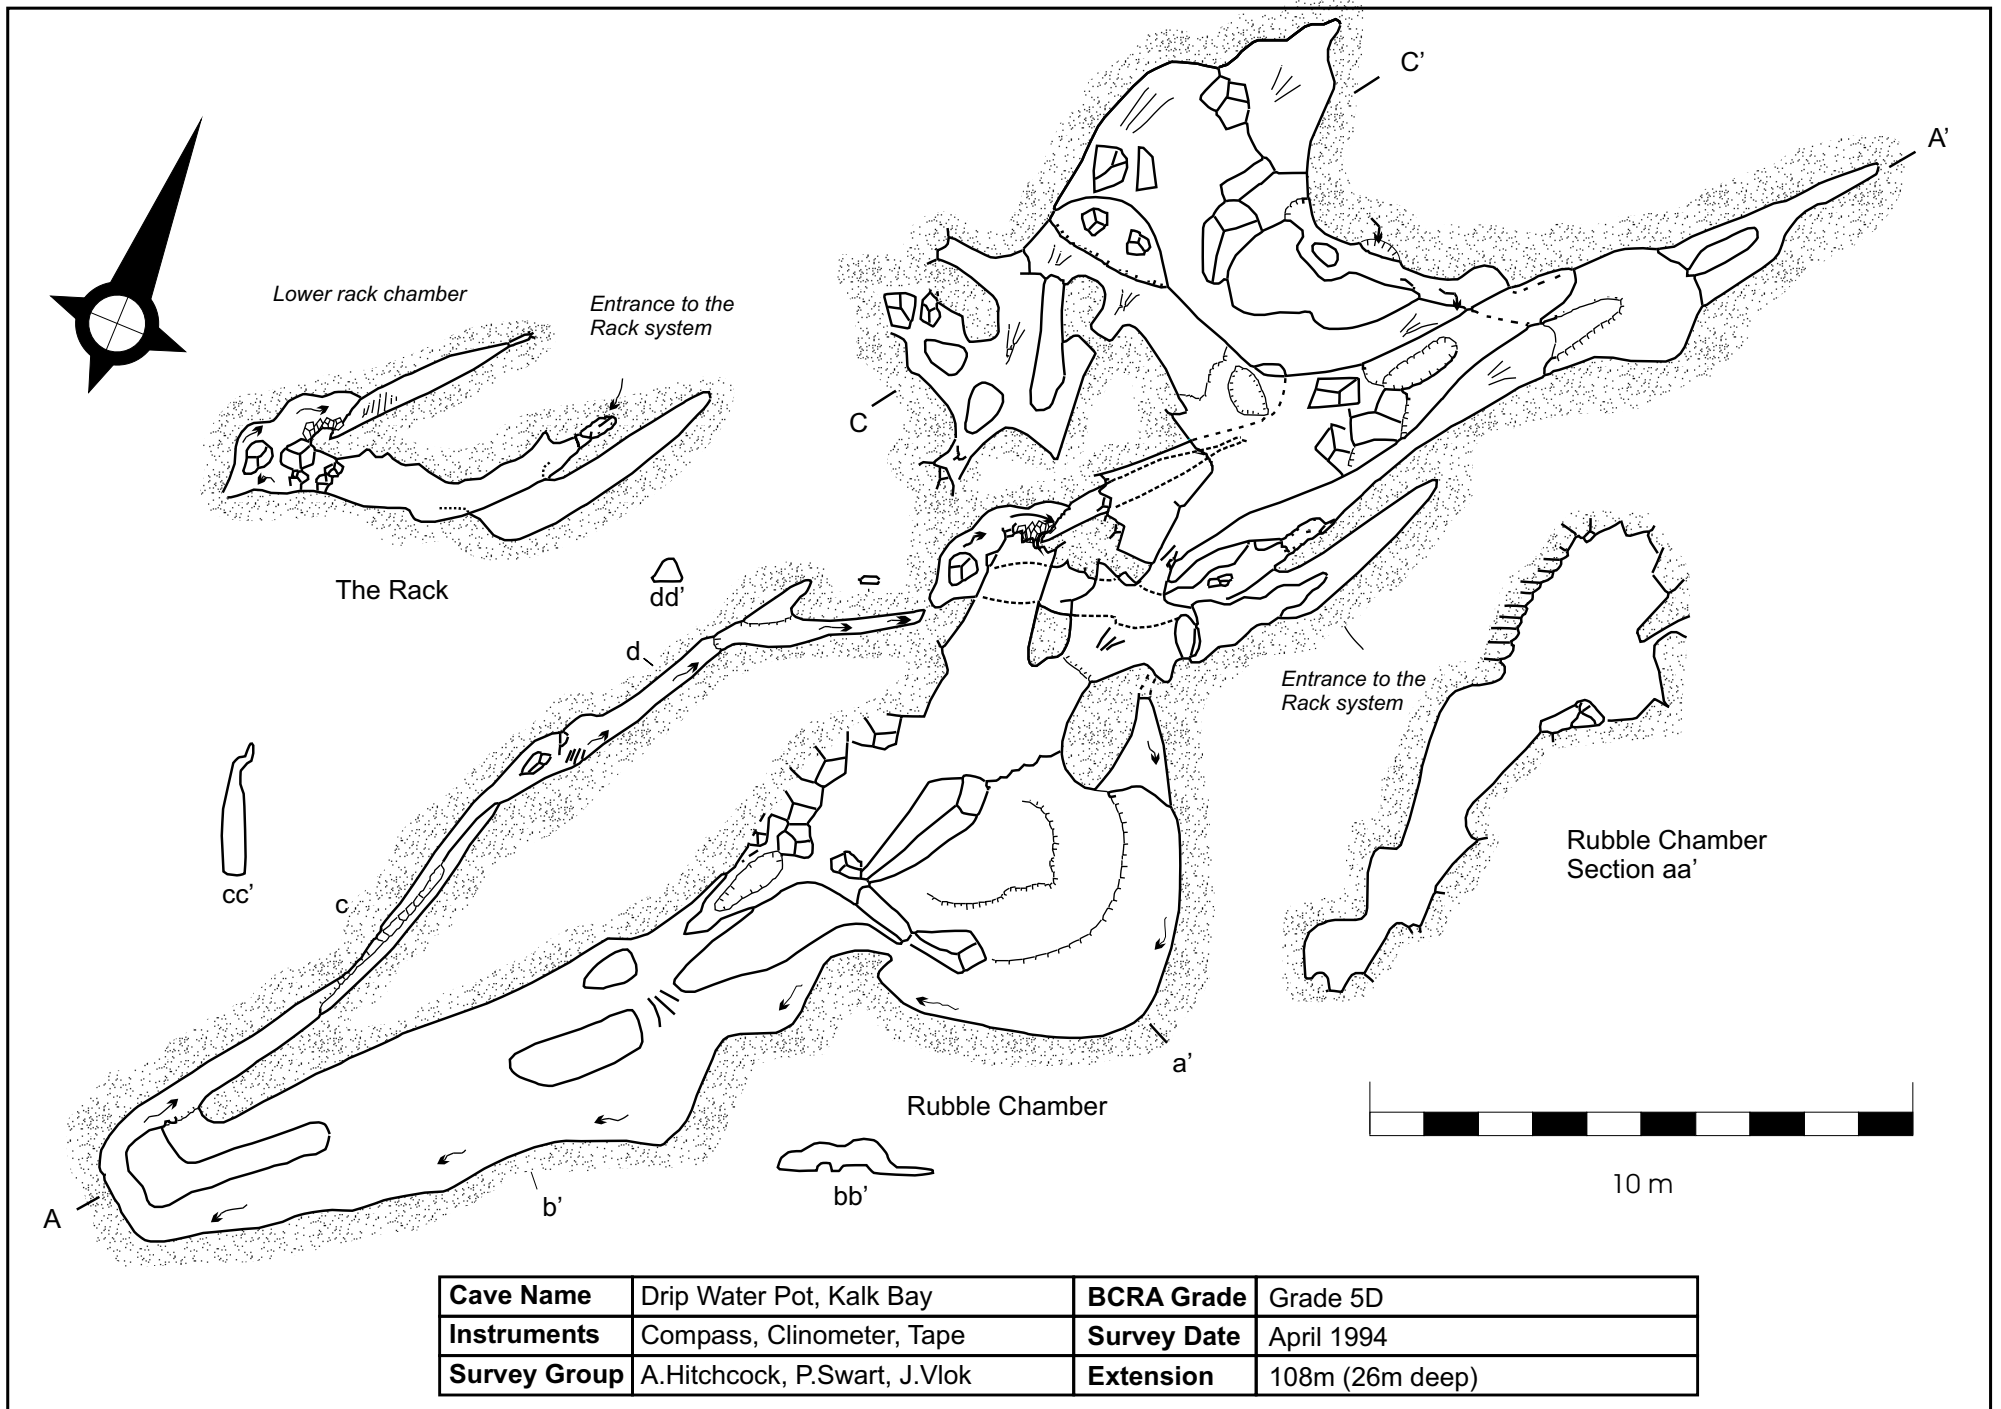 C’
A’
Lower rack chamber
Entrance to the
Rack system
C
The Rack
dd’
d
Entrance to the
Rack system
cc’
c
Rubble Chamber
Section aa’
a’
Rubble Chamber
10 m
A
b’
bb’
Cave Name Drip Water Pot, Kalk Bay BCRA Grade Grade 5D
Instruments Compass, Clinometer, Tape Survey Date April 1994
Survey Group A.Hitchcock, P.Swart, J.Vlok Extension 108m (26m deep)